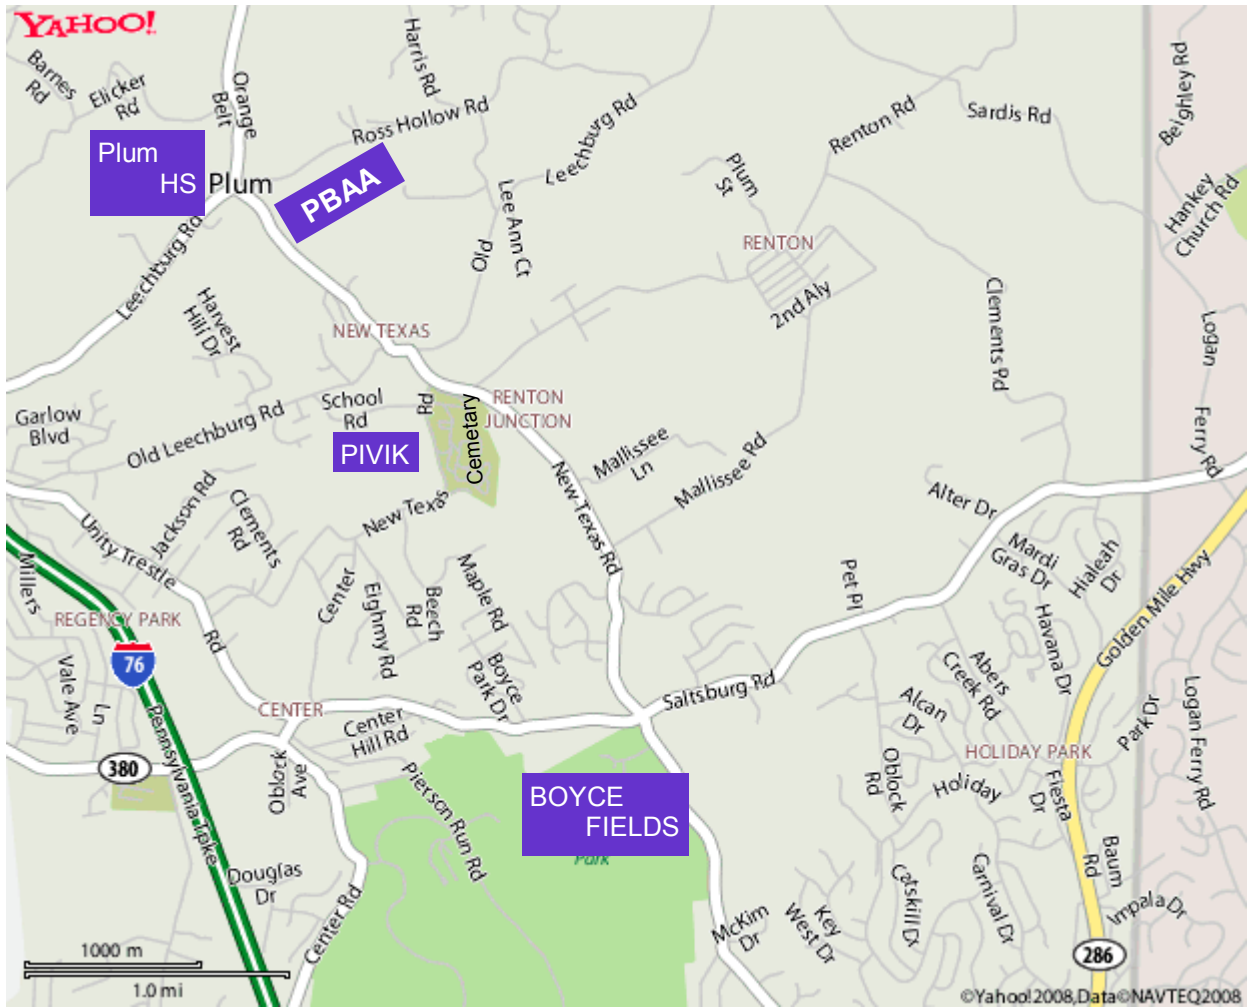 YAHOO!
Barnes
Rd
Elicker
Rd
Orange
Belt
Harris Rd
Ross Hollow Rd
Leechburg Rd
Renton Rd
Sardis Rd
Beighley Rd
Plum
HS
Plum
PBAA
Lee Ann Ct
Old
Plum
St
RENTON
2nd Aly
Hankey
Church Rd
Leechburg Rd
Harvest
Hill Dr
NEW TEXAS
Clements Rd
Logan
Ferry Rd
Garlow
Blvd
Old Leechburg Rd
School
Rd
Rd
Cemetary
RENTON
JUNCTION
PIVIK
Mallissee
Ln
Mallissee Rd
New Texas Rd
Alter Dr
Jackson Rd
Clements
Rd
New Texas
Unity Trestle
Rd
Millers
Ln
REGENCY PARK
76
Vale Ave
Center
Eighmy Rd
Beech
Rd
Maple Rd
Boyce
Park Dr
Pet Pl
Mardi
Gras Dr
Hialeah
Dr
Havana Dr
Golden Mile Hwy
Abers
Creek Rd
Saltsburg Rd
CENTER
Center
Hill Rd
Alcan
Dr
Park Dr
Logan Ferry Rd
HOLIDAY PARK
380
Pennsylvania Tpke
Oblock
Ave
Pierson Run Rd
BOYCE
FIELDS
Park
Oblock
Rd
Holiday
Fiesta
Dr
Baum
Rd
Douglas
Dr
Center Rd
McKim
Dr
Key
West Dr
Catskill Dr
Carnival Dr
Impala Dr
286
1000 m
1.0 mi
©Yahoo!2008,Data©NAVTEQ2008